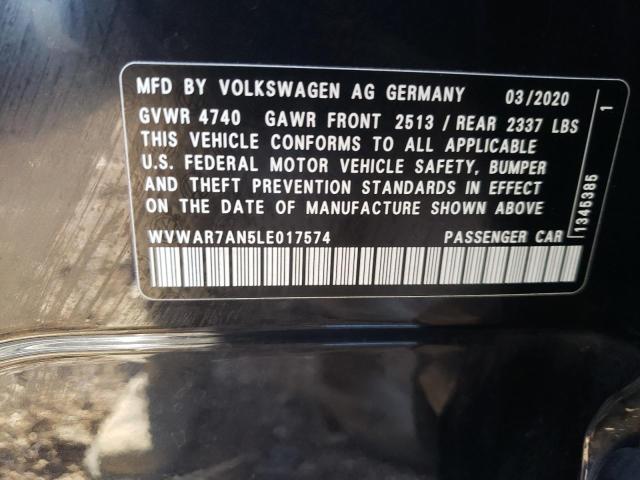 MFD BY VOLKSWAGEN AG GERMANY 03/2020
GVWR 4740 GAWR FRONT 2513 / REAR 2337 LBS
THIS VEHICLE CONFORMS TO ALL APPLICABLE
U.S. FEDERAL MOTOR VEHICLE SAFETY, BUMPER
AND THEFT PREVENTION STANDARDS IN EFFECT
ON THE DATE OF MANUFACTURE SHOWN ABOVE
WVWAR7AN5LE017574 PASSENGER CAR
1345385 1